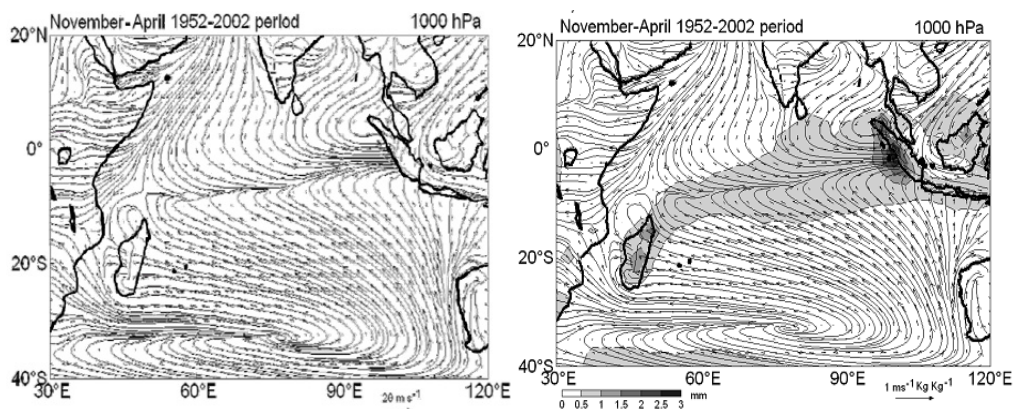 November-April 1952-2002 period 1000 hPa
20°N
0°
20°S
40°S
30°E 60°E 90°E 120°E
20 m s⁻¹
November-April 1952-2002 period 1000 hPa
20°N
0°
20°S
40°S
30°E 60°E 90°E 120°E
0 0.5 1 1.5 2 2.5 3 mm
1 ms⁻¹ Kg Kg⁻¹